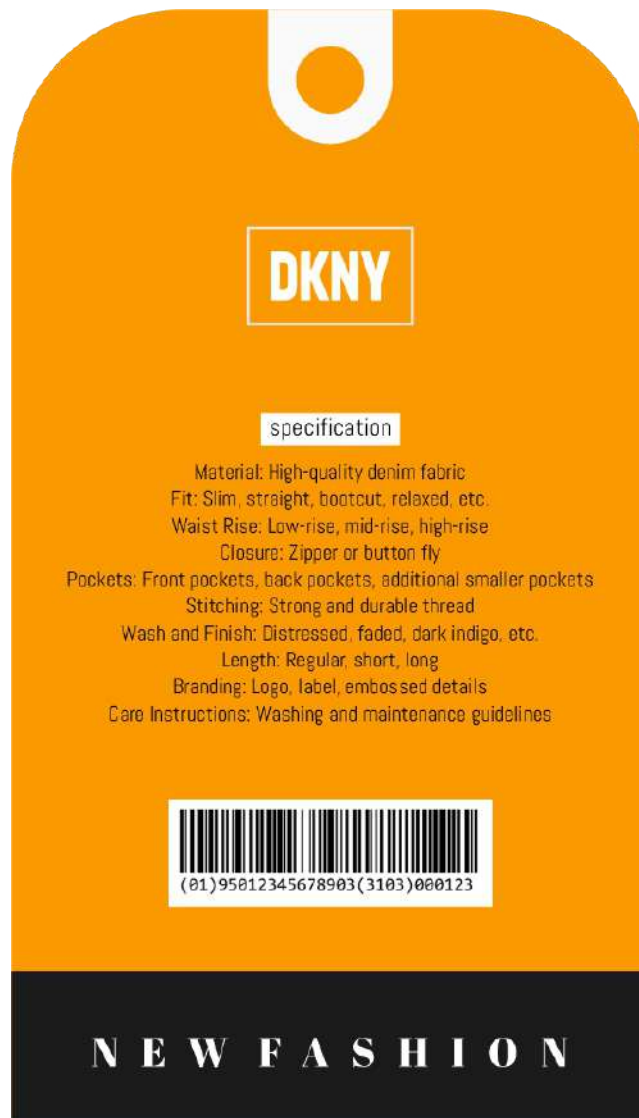 DKNY
specification
Material: High-quality denim fabric
Fit: Slim, straight, bootcut, relaxed, etc.
Waist Rise: Low-rise, mid-rise, high-rise
Closure: Zipper or button fly
Pockets: Front pockets, back pockets, additional smaller pockets
Stitching: Strong and durable thread
Wash and Finish: Distressed, faded, dark indigo, etc.
Length: Regular, short, long
Branding: Logo, label, embossed details
Care Instructions: Washing and maintenance guidelines
(01)95012345678903(3103)000123
NEW FASHION